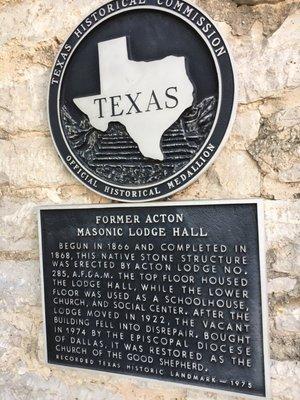 TEXAS HISTORICAL COMMISSION
TEXAS
OFFICIAL HISTORICAL MEDALLION
FORMER ACTON
MASONIC LODGE HALL
BEGUN IN 1866 AND COMPLETED IN
1868, THIS NATIVE STONE STRUCTURE
WAS ERECTED BY ACTON LODGE NO.
285, A.F.&A.M. THE TOP FLOOR HOUSED
THE LODGE HALL, WHILE THE LOWER
FLOOR WAS USED AS A SCHOOLHOUSE,
CHURCH, AND SOCIAL CENTER. AFTER THE
LODGE MOVED IN 1922, THE VACANT
BUILDING FELL INTO DISREPAIR. BOUGHT
IN 1974 BY THE EPISCOPAL DIOCESE
OF DALLAS, IT WAS RESTORED AS THE
CHURCH OF THE GOOD SHEPHERD.
RECORDED TEXAS HISTORIC LANDMARK - 1975